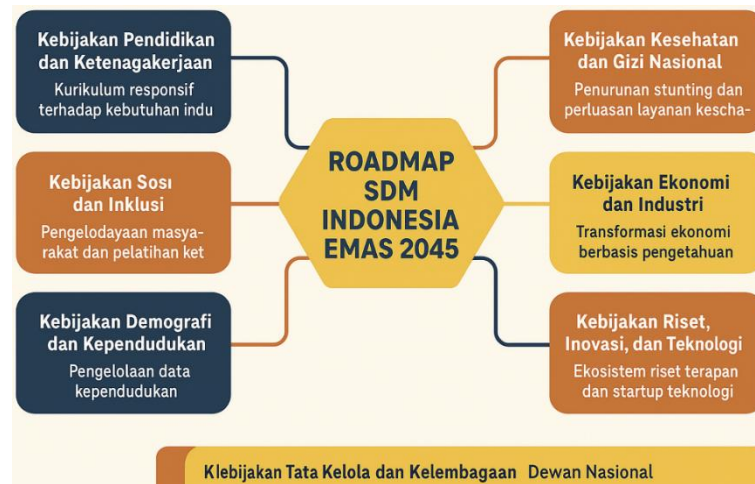 Kebijakan Pendidikan
dan Ketenagakerjaan
Kurikulum responsif
terhadap kebutuhan indu
Kebijakan Sosı
dan Inklusi
Pengelodayaan masya-
rakat dan pelatihan ket
Kebijakan Demografi
dan Kependudukan
Pengelolaan data
kependudukan
ROADMAP
SDM
INDONESIA
EMAS 2045
Kebijakan Kesehatan
dan Gizi Nasional
Penurunan stunting dan
perluasan layanan kescha-
Kebijakan Ekonomi
dan Industri
Transformasi ekonomi
berbasis pengetahuan
Kebijakan Riset,
Inovasi, dan Teknologi
Ekosistem riset terapan
dan startup teknologi
Klebijakan Tata Kelola dan Kelembagaan Dewan Nasional